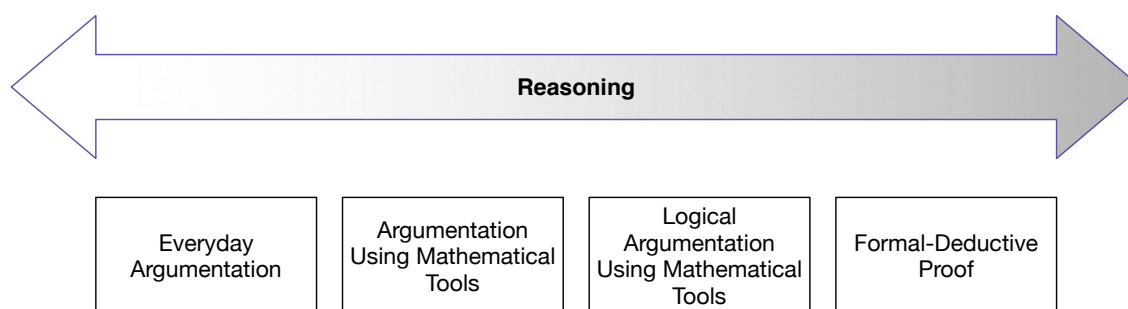 Reasoning
Everyday
Argumentation
Argumentation
Using Mathematical
Tools
Logical
Argumentation
Using Mathematical
Tools
Formal-Deductive
Proof